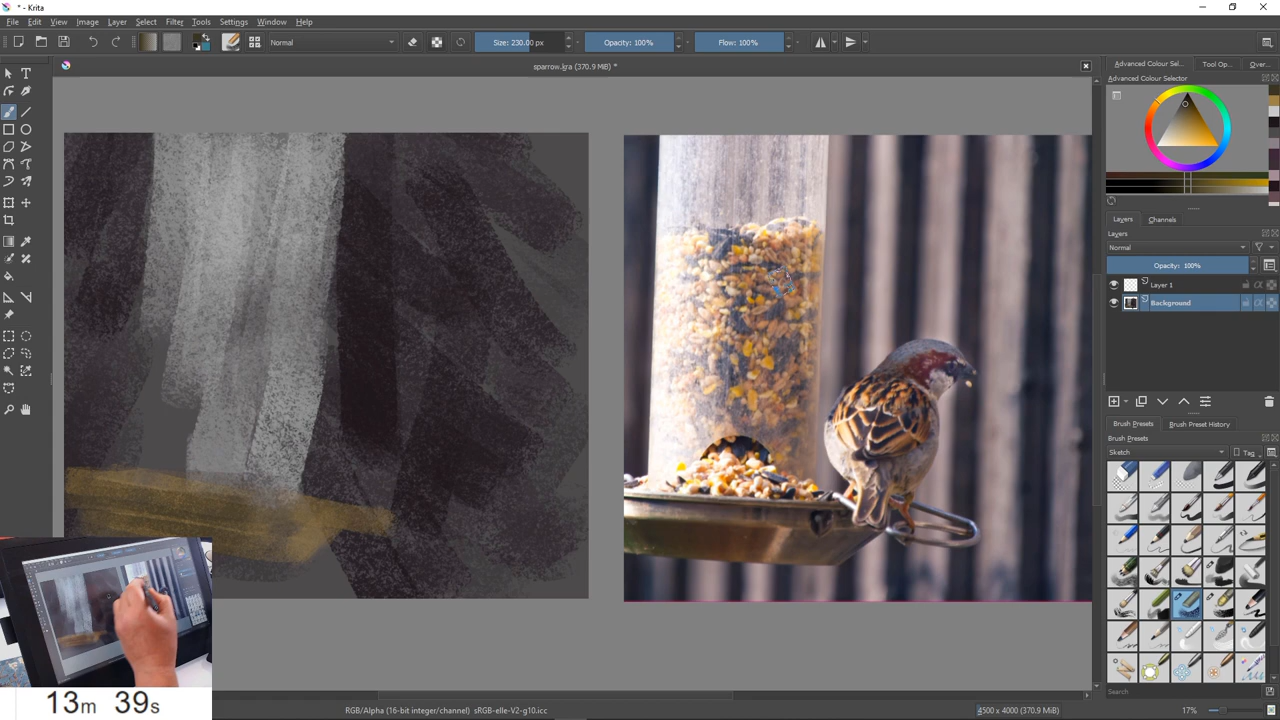 * - Krita
File Edit View Image Layer Select Filter Tools Settings Window Help
Normal Size: 230.00 px Opacity: 100% Flow: 100%
sparrow.kra (370.9 MiB) *
Advanced Colour Sel... Tool Op... Over...
Advanced Colour Selector
Layers Channels
Layers
Normal
Opacity: 100%
Layer 1
Background
Brush Presets Brush Preset History
Brush Presets
Sketch Tag
Search
13m 39s
RGB/Alpha (16-bit integer/channel) sRGB-elle-V2-g10.icc 4500 x 4000 (370.9 MiB) 17%